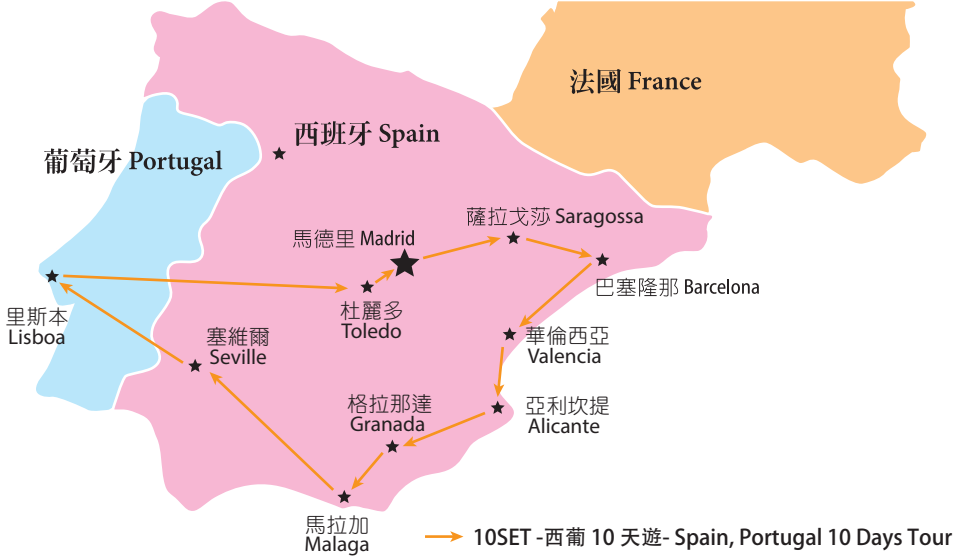 法國 France
西班牙 Spain
葡萄牙 Portugal
薩拉戈莎 Saragossa
馬德里 Madrid
巴塞隆那 Barcelona
里斯本
Lisboa
杜麗多
Toledo
塞維爾
Seville
華倫西亞
Valencia
格拉那達
Granada
亞利坎提
Alicante
馬拉加
Malaga
10SET -西葡 10 天遊- Spain, Portugal 10 Days Tour